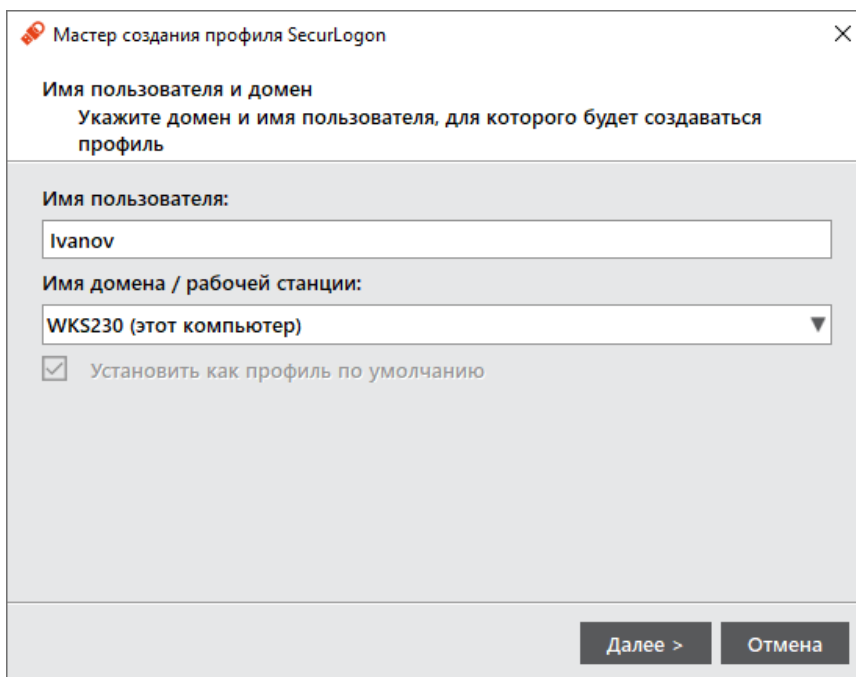 Мастер создания профиля SecurLogon
Имя пользователя и домен
Укажите домен и имя пользователя, для которого будет создаваться
профиль
Имя пользователя:
Ivanov
Имя домена / рабочей станции:
WKS230 (этот компьютер)
Установить как профиль по умолчанию
Далее > Отмена